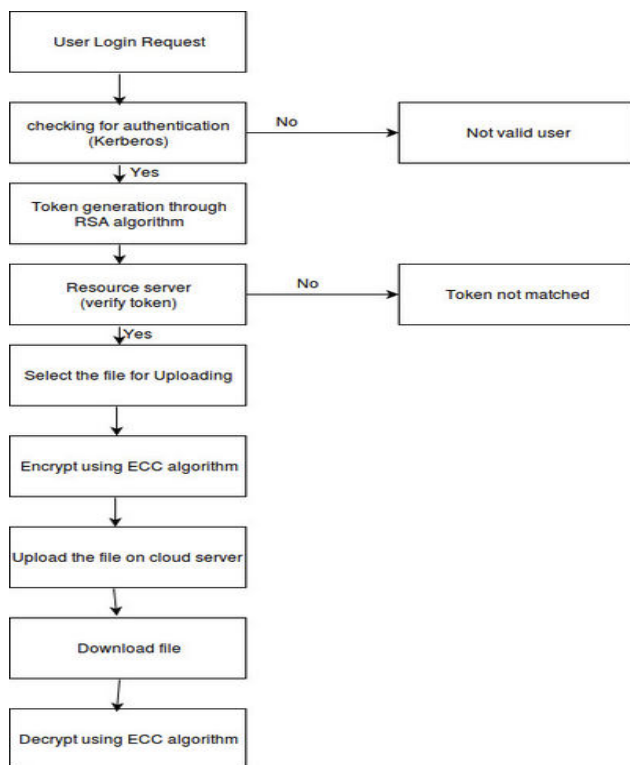 User Login Request
checking for authentication
(Kerberos)
No
Not valid user
Yes
Token generation through
RSA algorithm
Resource server
(verify token)
No
Token not matched
Yes
Select the file for Uploading
Encrypt using ECC algorithm
Upload the file on cloud server
Download file
Decrypt using ECC algorithm